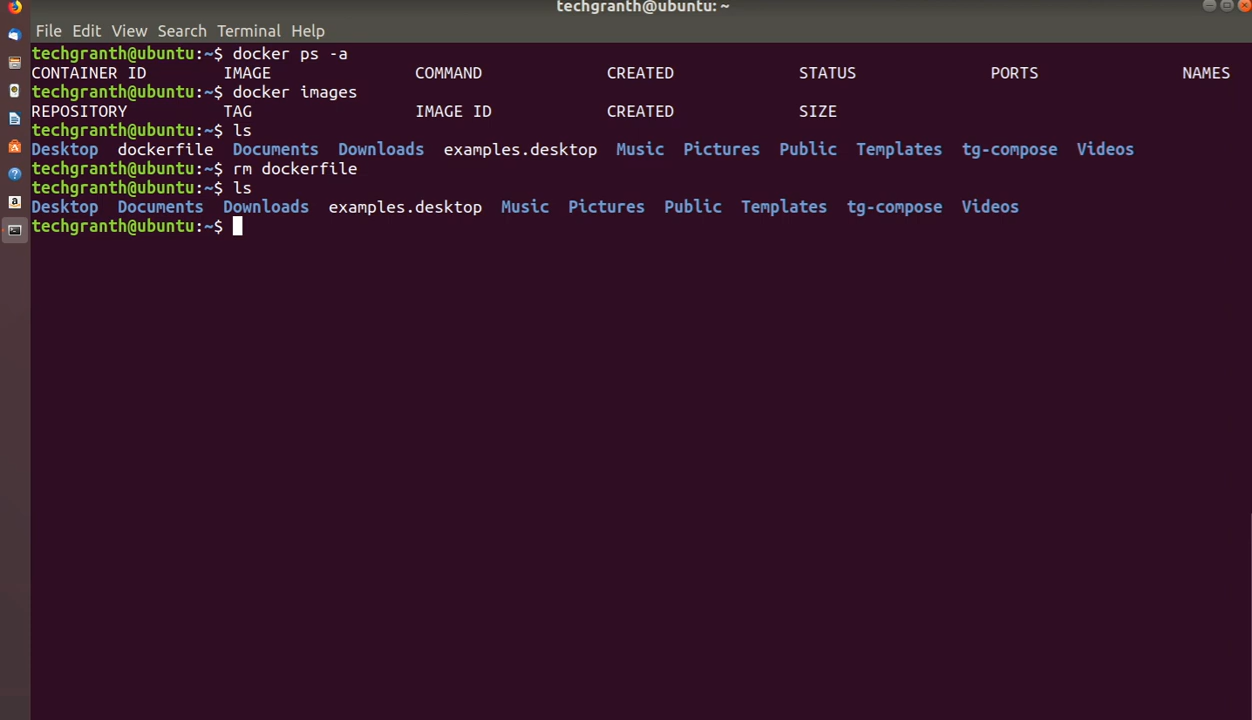 techgranth@ubuntu: ~
File Edit View Search Terminal Help
techgranth@ubuntu:~$ docker ps -a
CONTAINER ID IMAGE COMMAND CREATED STATUS PORTS NAMES
techgranth@ubuntu:~$ docker images
REPOSITORY TAG IMAGE ID CREATED SIZE
techgranth@ubuntu:~$ ls
Desktop dockerfile Documents Downloads examples.desktop Music Pictures Public Templates tg-compose Videos
techgranth@ubuntu:~$ rm dockerfile
techgranth@ubuntu:~$ ls
Desktop Documents Downloads examples.desktop Music Pictures Public Templates tg-compose Videos
techgranth@ubuntu:~$